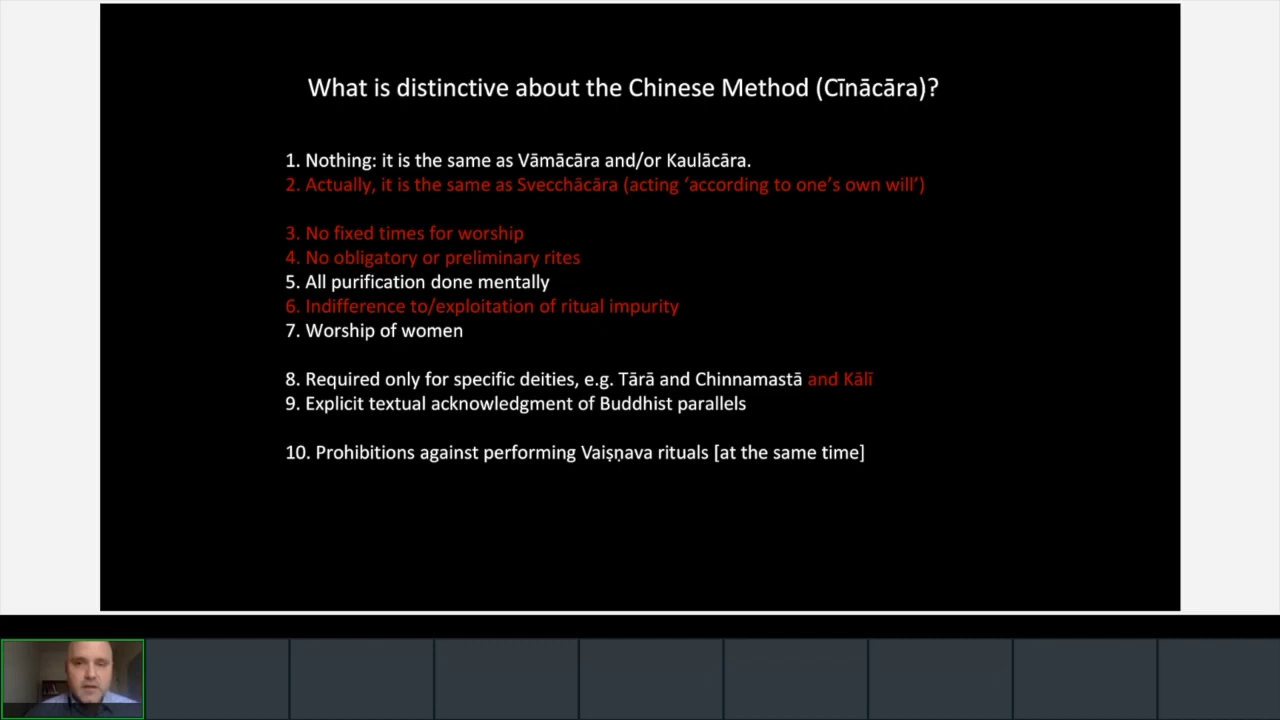 What is distinctive about the Chinese Method (Cīnācāra)?
1. Nothing: it is the same as Vāmācāra and/or Kaulācāra.
2. Actually, it is the same as Svecchācāra (acting ‘according to one’s own will’)
3. No fixed times for worship
4. No obligatory or preliminary rites
5. All purification done mentally
6. Indifference to/exploitation of ritual impurity
7. Worship of women
8. Required only for specific deities, e.g. Tārā and Chinnamastā and Kālī
9. Explicit textual acknowledgment of Buddhist parallels
10. Prohibitions against performing Vaiṣṇava rituals [at the same time]